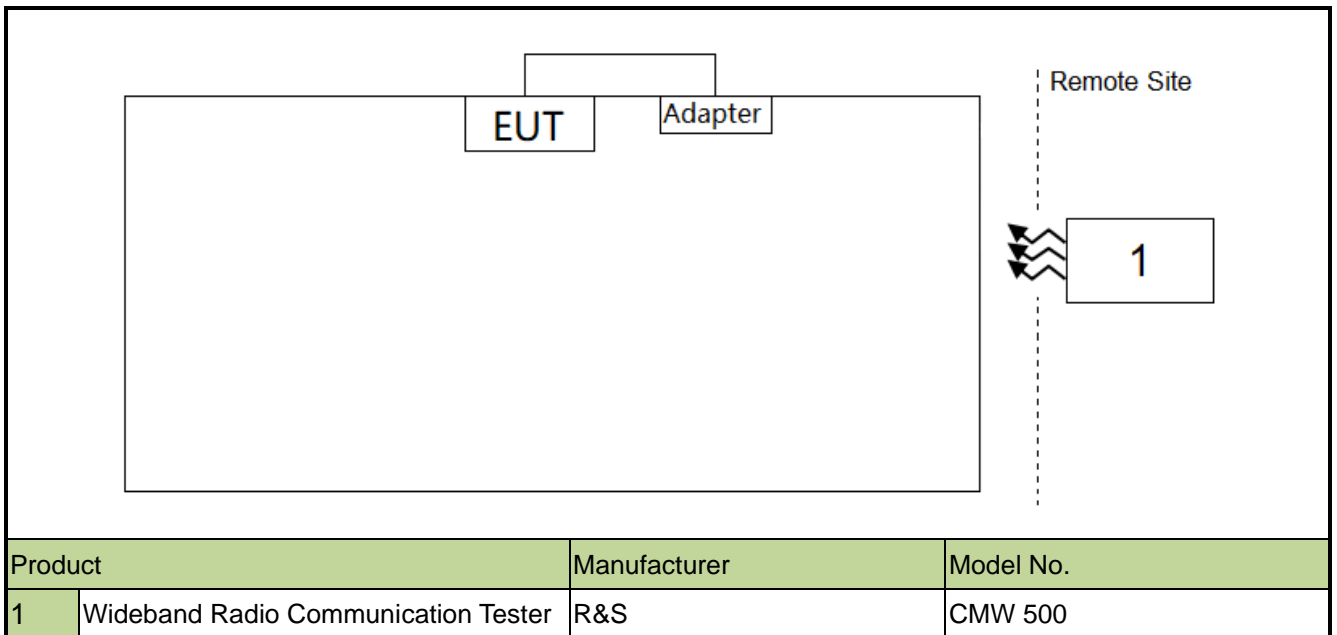 Remote Site
EUT
Adapter
1
Product Manufacturer Model No.
1 Wideband Radio Communication Tester R&S CMW 500